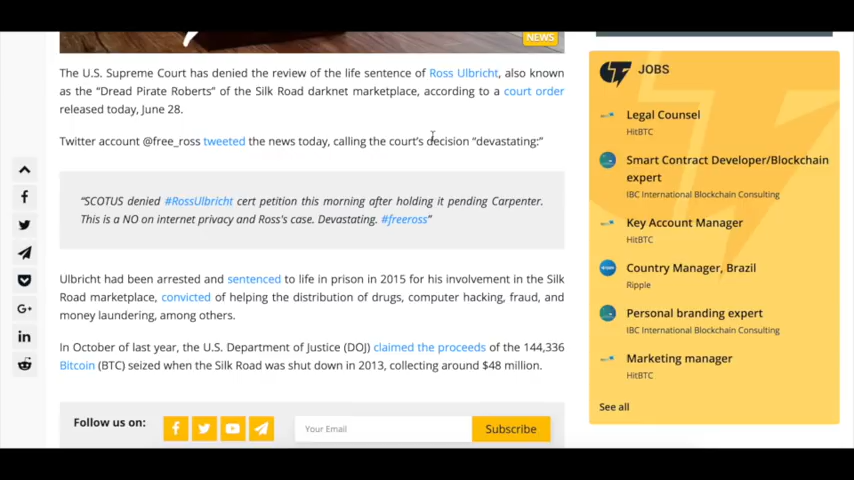 NEWS
The U.S. Supreme Court has denied the review of the life sentence of Ross Ulbricht, also known
as the “Dread Pirate Roberts” of the Silk Road darknet marketplace, according to a court order
released today, June 28.
Twitter account @free_ross tweeted the news today, calling the court’s decision “devastating:”
“SCOTUS denied #RossUlbricht cert petition this morning after holding it pending Carpenter.
This is a NO on internet privacy and Ross's case. Devastating. #freeross”
Ulbricht had been arrested and sentenced to life in prison in 2015 for his involvement in the Silk
Road marketplace, convicted of helping the distribution of drugs, computer hacking, fraud, and
money laundering, among others.
In October of last year, the U.S. Department of Justice (DOJ) claimed the proceeds of the 144,336
Bitcoin (BTC) seized when the Silk Road was shut down in 2013, collecting around $48 million.
Follow us on:
Your Email
Subscribe
JOBS
Legal Counsel
HitBTC
Smart Contract Developer/Blockchain
expert
IBC International Blockchain Consulting
Key Account Manager
HitBTC
Country Manager, Brazil
Ripple
Personal branding expert
IBC International Blockchain Consulting
Marketing manager
HitBTC
See all